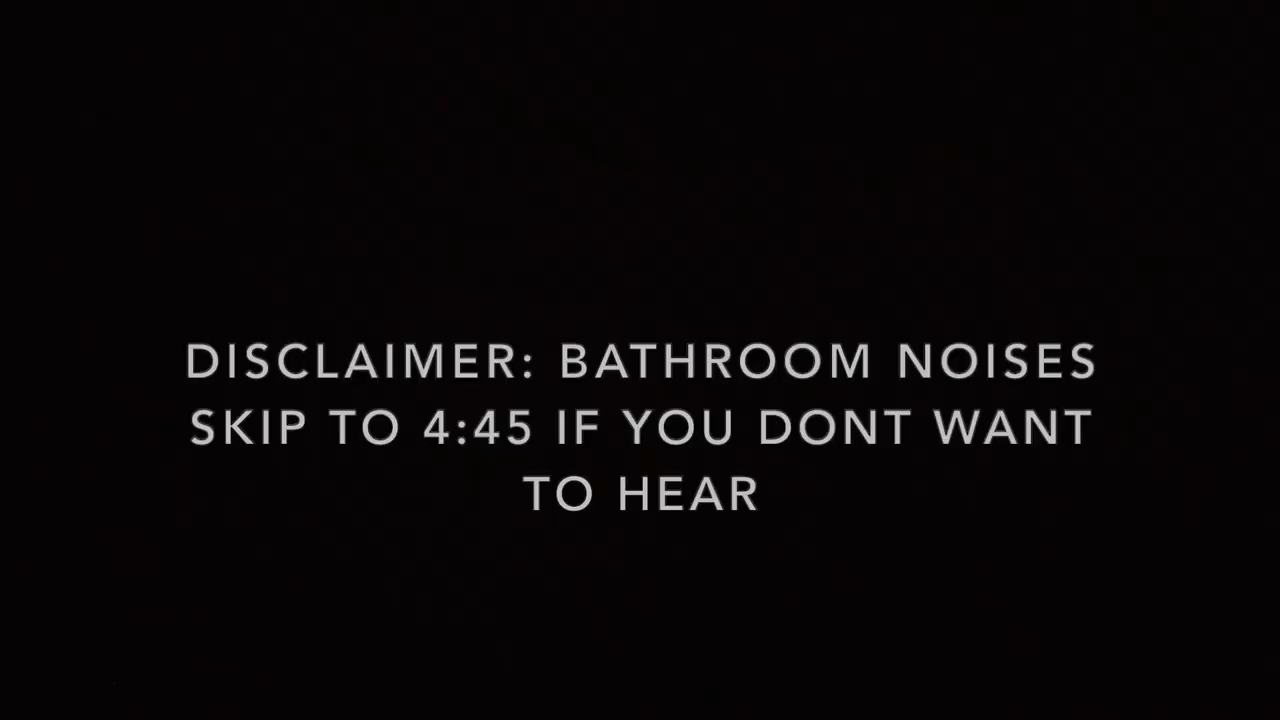 DISCLAIMER: BATHROOM NOISES
SKIP TO 4:45 IF YOU DONT WANT
TO HEAR